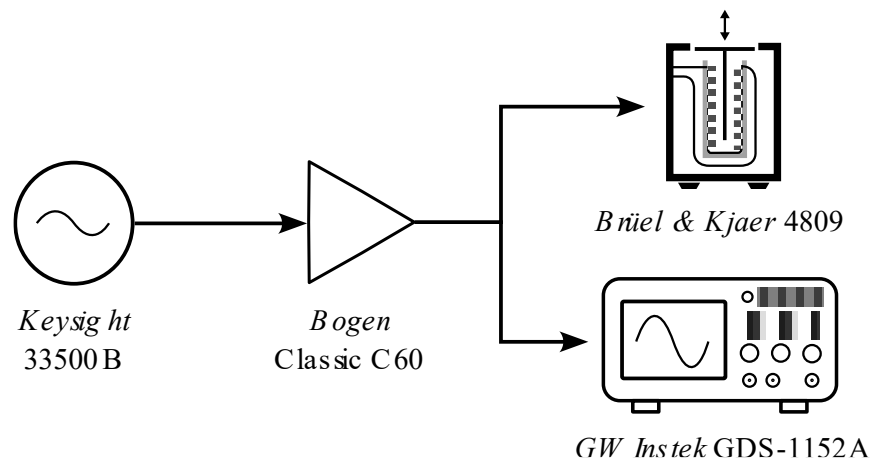 Brüel & Kjaer 4809
Keysight
33500B
Bogen
Classic C60
GW Instek GDS-1152A